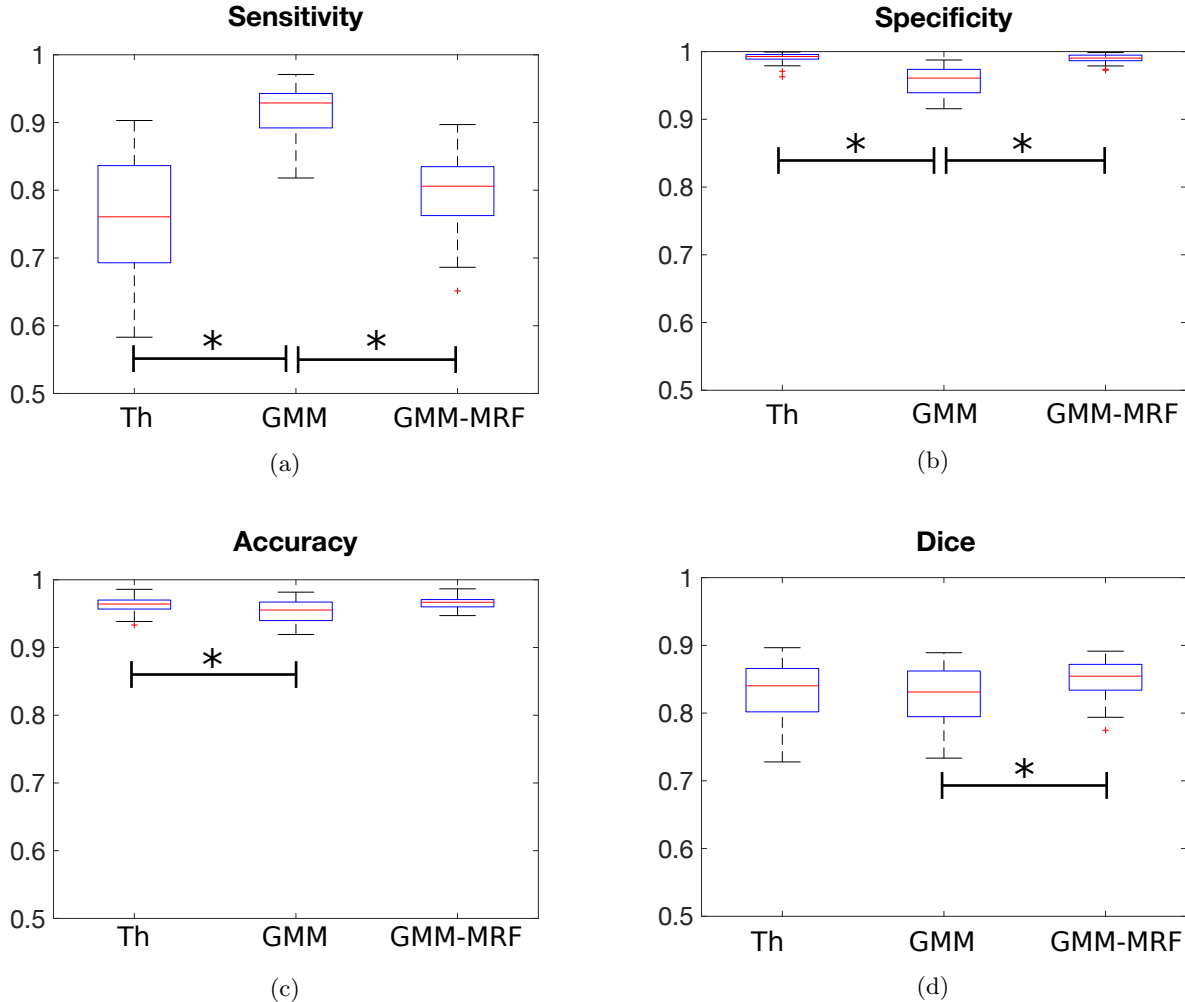 Sensitivity
1
0.9
0.8
0.7
0.6
0.5
*
*
Th
GMM
GMM-MRF
(a)
Specificity
1
0.9
0.8
0.7
0.6
0.5
*
*
Th
GMM
GMM-MRF
(b)
Accuracy
1
0.9
0.8
0.7
0.6
0.5
*
Th
GMM
GMM-MRF
(c)
Dice
1
0.9
0.8
0.7
0.6
0.5
*
Th
GMM
GMM-MRF
(d)